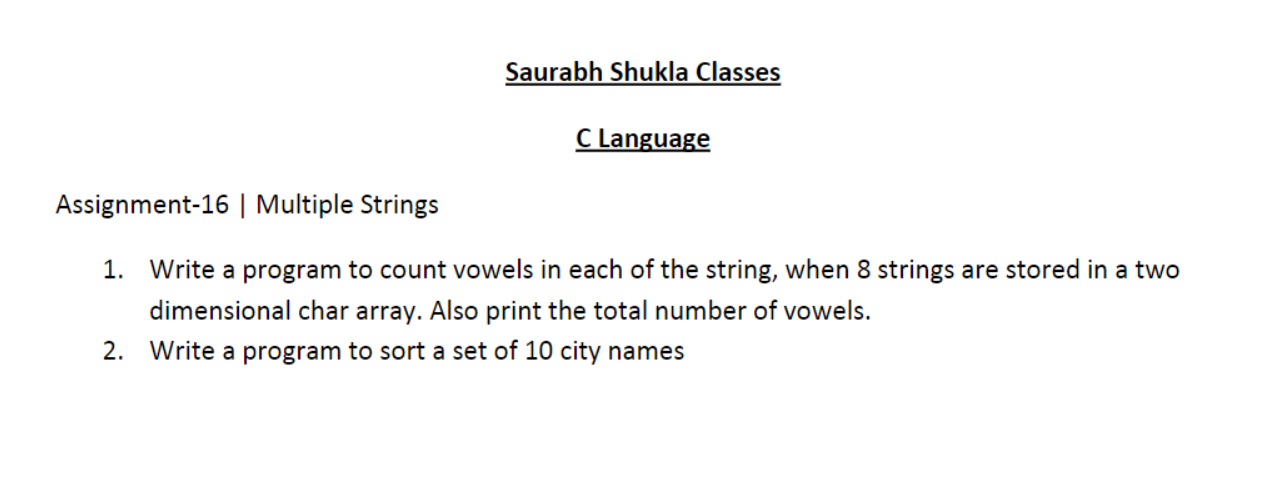 Saurabh Shukla Classes
C Language
Assignment-16 | Multiple Strings
1. Write a program to count vowels in each of the string, when 8 strings are stored in a two
dimensional char array. Also print the total number of vowels.
2. Write a program to sort a set of 10 city names